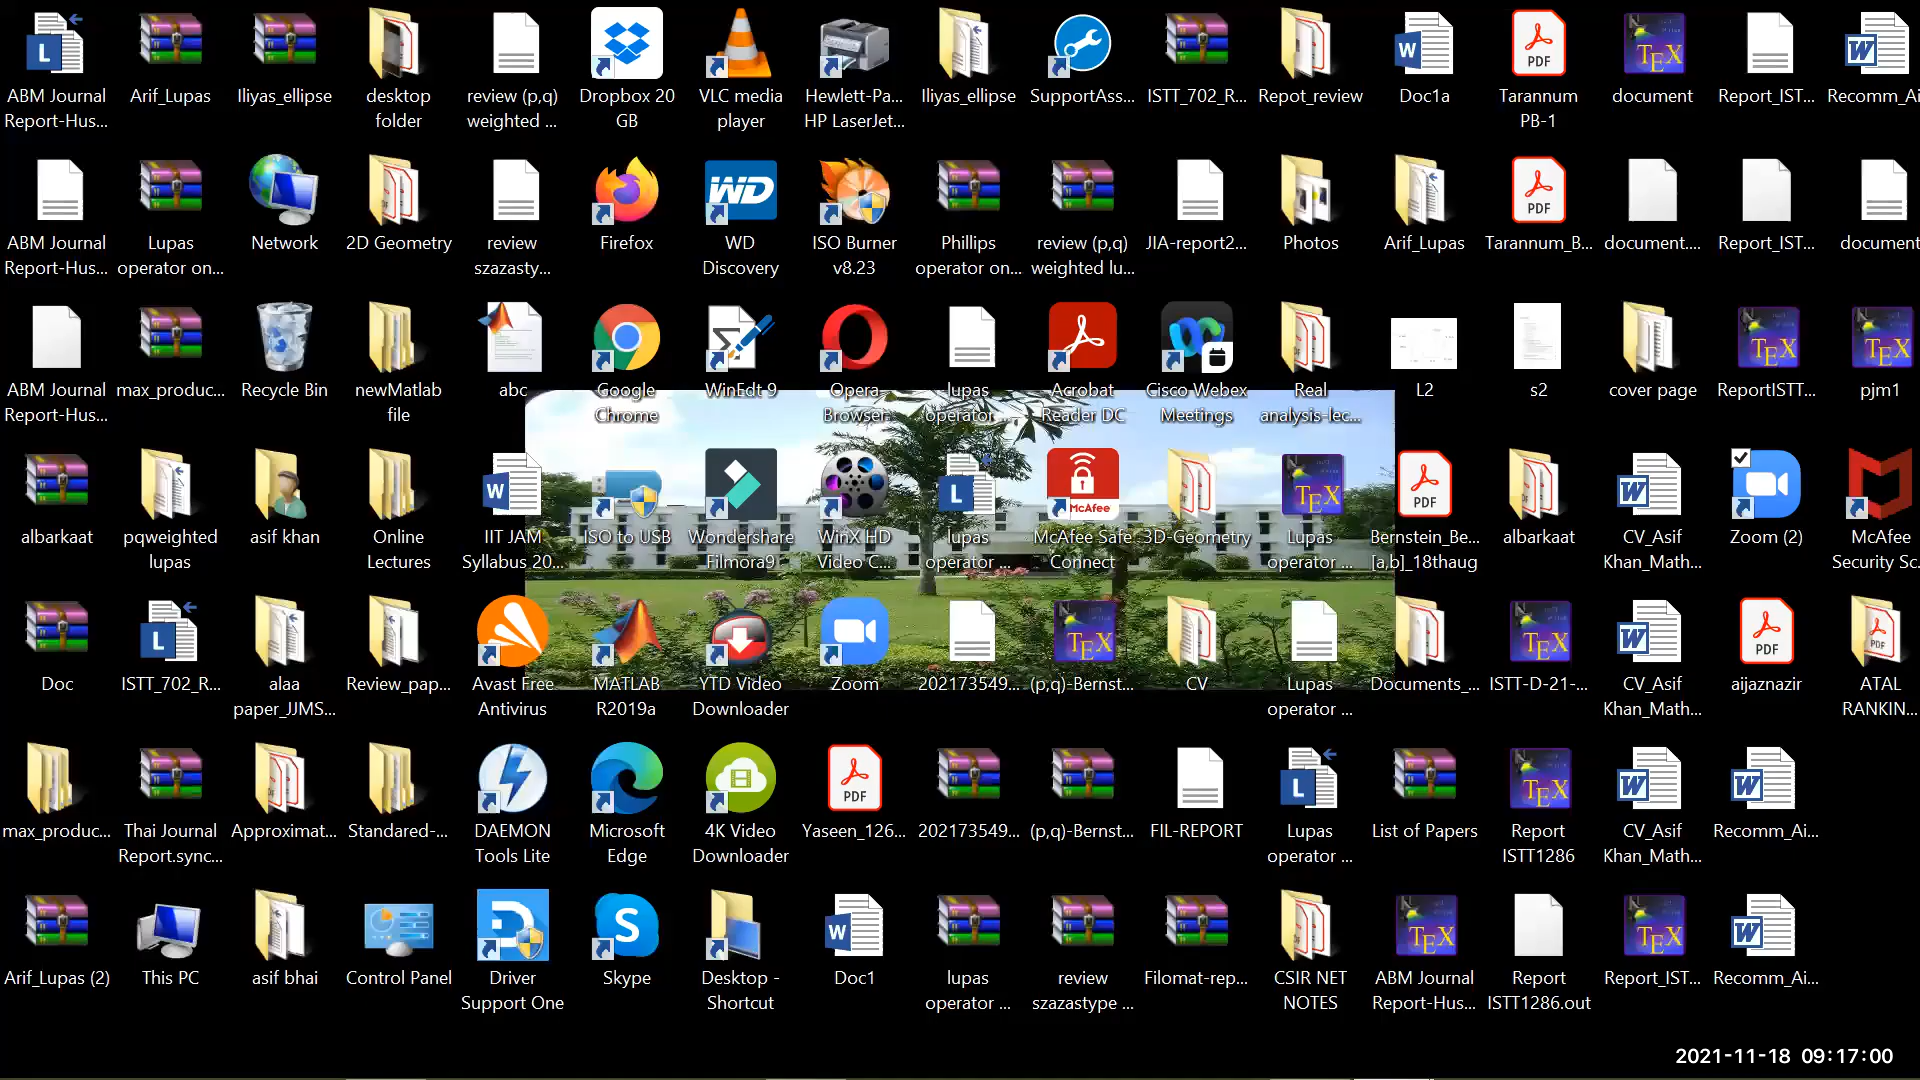 ABM Journal Report-Hus...
Arif_Lupas
Iliyas_ellipse
desktop folder
review (p,q) weighted ...
Dropbox 20 GB
VLC media player
Hewlett-Pa... HP LaserJet...
Iliyas_ellipse
SupportAss...
ISTT_702_R...
Repot_review
Doc1a
Tarannum PB-1
document
Report_IST...
Recomm_Ai
ABM Journal Report-Hus...
Lupas operator on...
Network
2D Geometry
review szazasty...
Firefox
WD Discovery
ISO Burner v8.23
Phillips operator on...
review (p,q) weighted lu...
JIA-report2...
Photos
Arif_Lupas
Tarannum_B...
document....
Report_IST...
document
ABM Journal Report-Hus...
max_produc...
Recycle Bin
newMatlab file
abc
Google Chrome
WinEdt 9
Opera Browser
lupas operator ...
Acrobat Reader DC
Cisco Webex Meetings
Real analysis-lec...
L2
s2
cover page
ReportISTT...
pjm1
albarkaat
pqweighted lupas
asif khan
Online Lectures
IIT JAM Syllabus_20...
ISO to USB
Wondershare Filmora9
WinX HD Video C...
lupas operator ...
McAfee Safe Connect
3D-Geometry
Lupas operator ...
Bernstein_Be... [a,b]_18thaug
albarkaat
CV_Asif Khan_Math...
Zoom (2)
McAfee Security Sc...
Doc
ISTT_702_R...
alaa paper_JJMS...
Review_pap...
Avast Free Antivirus
MATLAB R2019a
YTD Video Downloader
Zoom
202173549...
(p,q)-Bernst...
CV
Lupas operator ...
Documents_...
ISTT-D-21-...
CV_Asif Khan_Math...
aijaznazir
ATAL RANKIN...
max_produc...
Thai Journal Report.sync...
Approximat...
Standared-...
DAEMON Tools Lite
Microsoft Edge
4K Video Downloader
Yaseen_126...
202173549...
(p,q)-Bernst...
FIL-REPORT
Lupas operator ...
List of Papers
Report ISTT1286
CV_Asif Khan_Math...
Recomm_Ai...
Arif_Lupas (2)
This PC
asif bhai
Control Panel
Driver Support One
Skype
Desktop - Shortcut
Doc1
lupas operator ...
review szazastype ...
Filomat-rep...
CSIR NET NOTES
ABM Journal Report-Hus...
Report ISTT1286.out
Report_IST...
Recomm_Ai...
2021-11-18 09:17:00